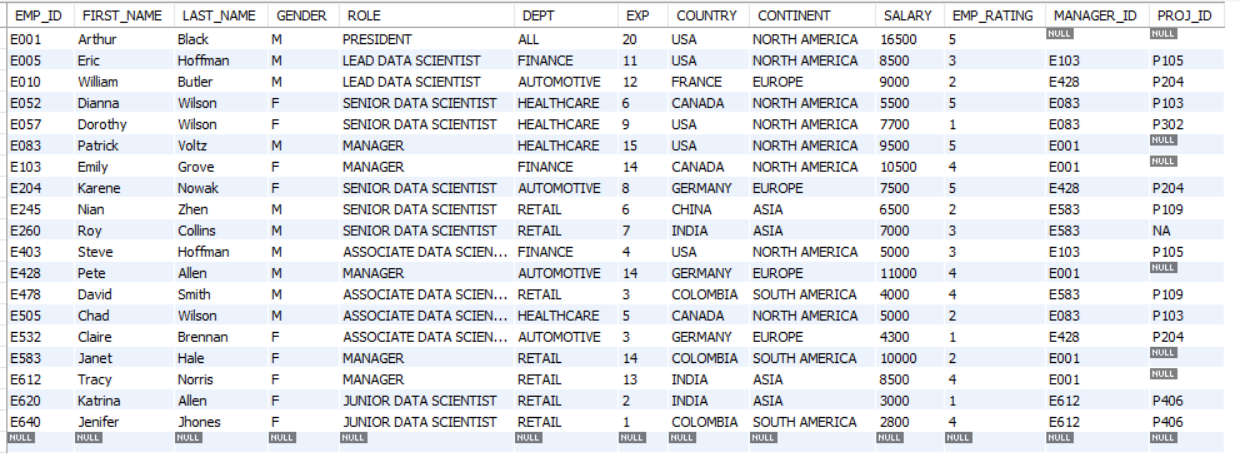 EMP_ID FIRST_NAME LAST_NAME GENDER ROLE DEPT EXP COUNTRY CONTINENT SALARY EMP_RATING MANAGER_ID PROJ_ID
E001 Arthur Black M PRESIDENT ALL 20 USA NORTH AMERICA 16500 5 NULL NULL
E005 Eric Hoffman M LEAD DATA SCIENTIST FINANCE 11 USA NORTH AMERICA 8500 3 E103 P105
E010 William Butler M LEAD DATA SCIENTIST AUTOMOTIVE 12 FRANCE EUROPE 9000 2 E428 P204
E052 Dianna Wilson F SENIOR DATA SCIENTIST HEALTHCARE 6 CANADA NORTH AMERICA 5500 5 E083 P103
E057 Dorothy Wilson F SENIOR DATA SCIENTIST HEALTHCARE 9 USA NORTH AMERICA 7700 1 E083 P302
E083 Patrick Voltz M MANAGER HEALTHCARE 15 USA NORTH AMERICA 9500 5 E001 NULL
E103 Emily Grove F MANAGER FINANCE 14 CANADA NORTH AMERICA 10500 4 E001 NULL
E204 Karene Nowak F SENIOR DATA SCIENTIST AUTOMOTIVE 8 GERMANY EUROPE 7500 5 E428 P204
E245 Nian Zhen M SENIOR DATA SCIENTIST RETAIL 6 CHINA ASIA 6500 2 E583 P109
E260 Roy Collins M SENIOR DATA SCIENTIST RETAIL 7 INDIA ASIA 7000 3 E583 NA
E403 Steve Hoffman M ASSOCIATE DATA SCIEN... FINANCE 4 USA NORTH AMERICA 5000 3 E103 P105
E428 Pete Allen M MANAGER AUTOMOTIVE 14 GERMANY EUROPE 11000 4 E001 NULL
E478 David Smith M ASSOCIATE DATA SCIEN... RETAIL 3 COLOMBIA SOUTH AMERICA 4000 4 E583 P109
E505 Chad Wilson M ASSOCIATE DATA SCIEN... HEALTHCARE 5 CANADA NORTH AMERICA 5000 2 E083 P103
E532 Claire Brennan F ASSOCIATE DATA SCIEN... AUTOMOTIVE 3 GERMANY EUROPE 4300 1 E428 P204
E583 Janet Hale F MANAGER RETAIL 14 COLOMBIA SOUTH AMERICA 10000 2 E001 NULL
E612 Tracy Norris F MANAGER RETAIL 13 INDIA ASIA 8500 4 E001 NULL
E620 Katrina Allen F JUNIOR DATA SCIENTIST RETAIL 2 INDIA ASIA 3000 1 E612 P406
E640 Jenifer Jhones F JUNIOR DATA SCIENTIST RETAIL 1 COLOMBIA SOUTH AMERICA 2800 4 E612 P406
NULL NULL NULL NULL NULL NULL NULL NULL NULL NULL NULL NULL NULL